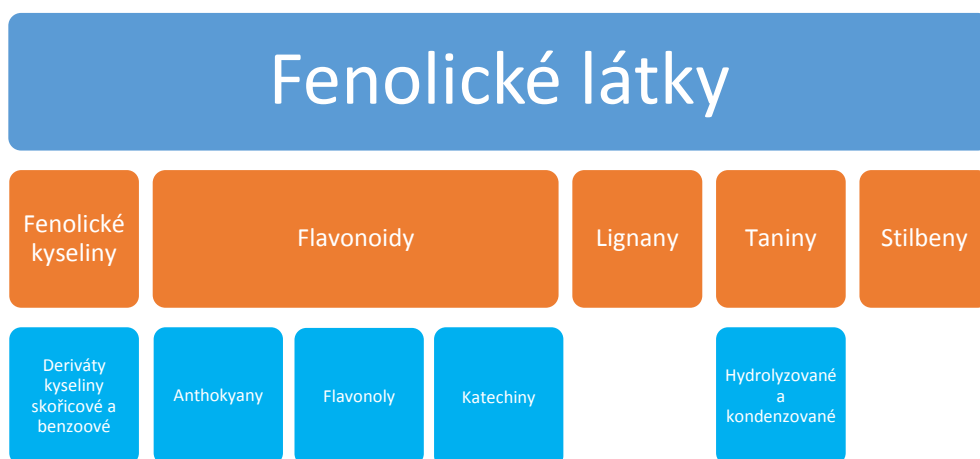 Fenolické látky
Fenolické
kyseliny
Flavonoidy
Lignany
Taniny
Stilbeny
Deriváty
kyseliny
skořicové a
benzoové
Anthokyany
Flavonoly
Katechiny
Hydrolyzované
a
kondenzované